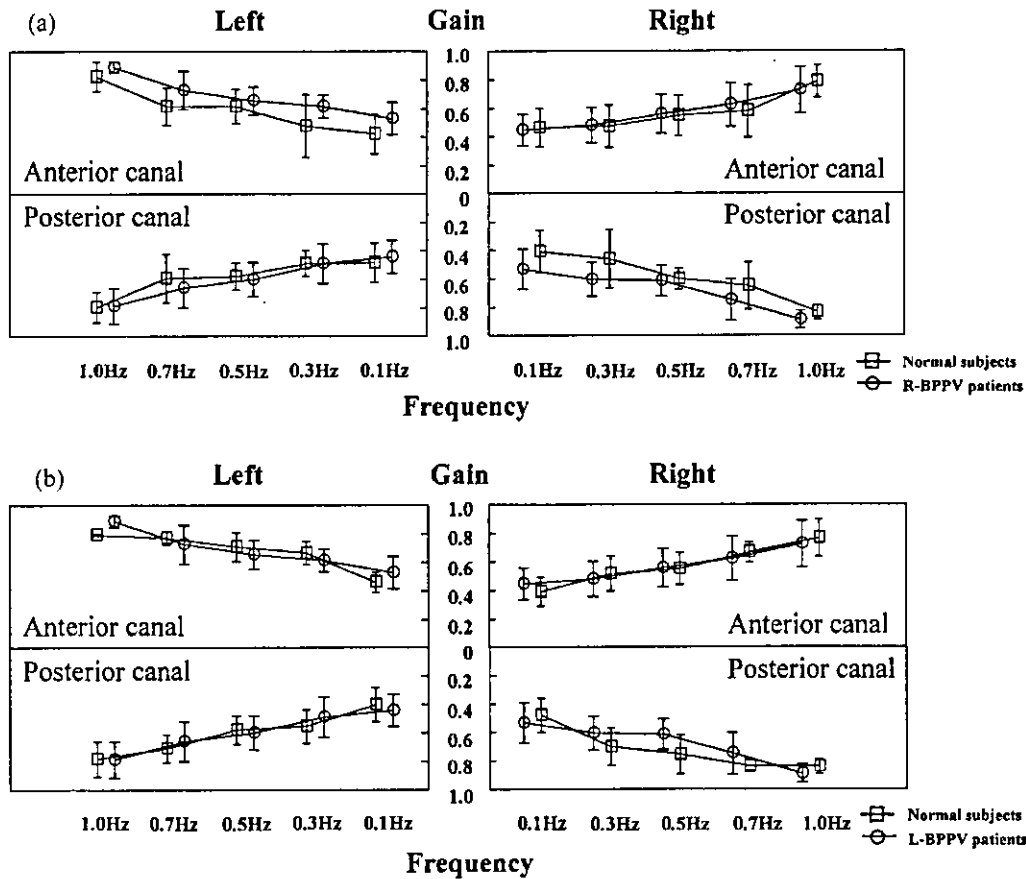 (a) Left Gain Right
1.0
0.8
0.6
0.4
0.2
0
0.4
0.6
0.8
1.0
Anterior canal
Posterior canal
Anterior canal
Posterior canal
1.0Hz 0.7Hz 0.5Hz 0.3Hz 0.1Hz
0.1Hz 0.3Hz 0.5Hz 0.7Hz 1.0Hz
Normal subjects
R-BPPV patients
Frequency
(b) Left Gain Right
1.0
0.8
0.6
0.4
0.2
0
0.2
0.4
0.6
0.8
1.0
Anterior canal
Posterior canal
Anterior canal
Posterior canal
1.0Hz 0.7Hz 0.5Hz 0.3Hz 0.1Hz
0.1Hz 0.3Hz 0.5Hz 0.7Hz 1.0Hz
Normal subjects
L-BPPV patients
Frequency